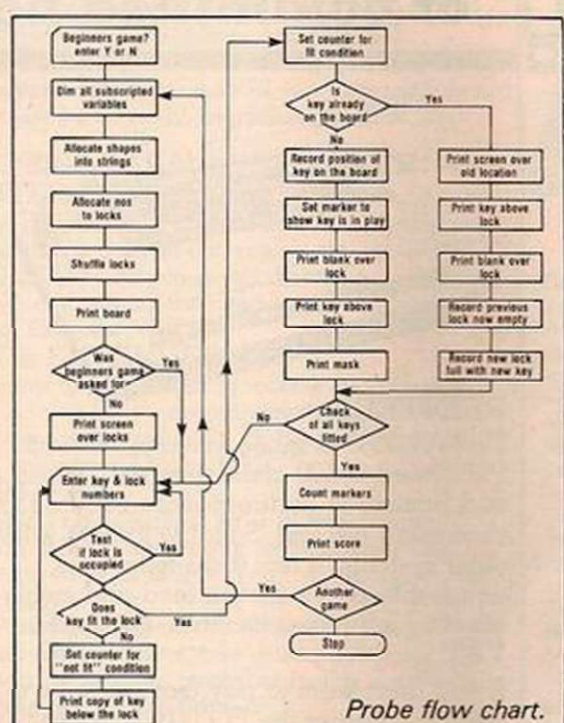 Beginners game?
enter Y or N
Dim all subscripted
variables
Allocate shapes
into strings
Allocate nos
to locks
Shuffle locks
Print board
Was
beginners game
asked for
Yes
No
Print screen
over locks
Enter key & lock
numbers
Test
if lock is
occupied
Yes
Does
key fit the lock
Yes
No
Set counter for
"not fit" condition
Print copy of key
below the lock
Set counter for
fit condition
Is
key already
on the board
Yes
No
Record position of
key on the board
Set marker to
show key is in play
Print blank over
lock
Print key above
lock
Print mask
Print screen over
old location
Print key above
lock
Print blank over
lock
Record previous
lock now empty
Record new lock
full with new key
Check
of all keys
fitted
No
Yes
Count markers
Print score
Another
game
Yes
Stop
Probe flow chart.